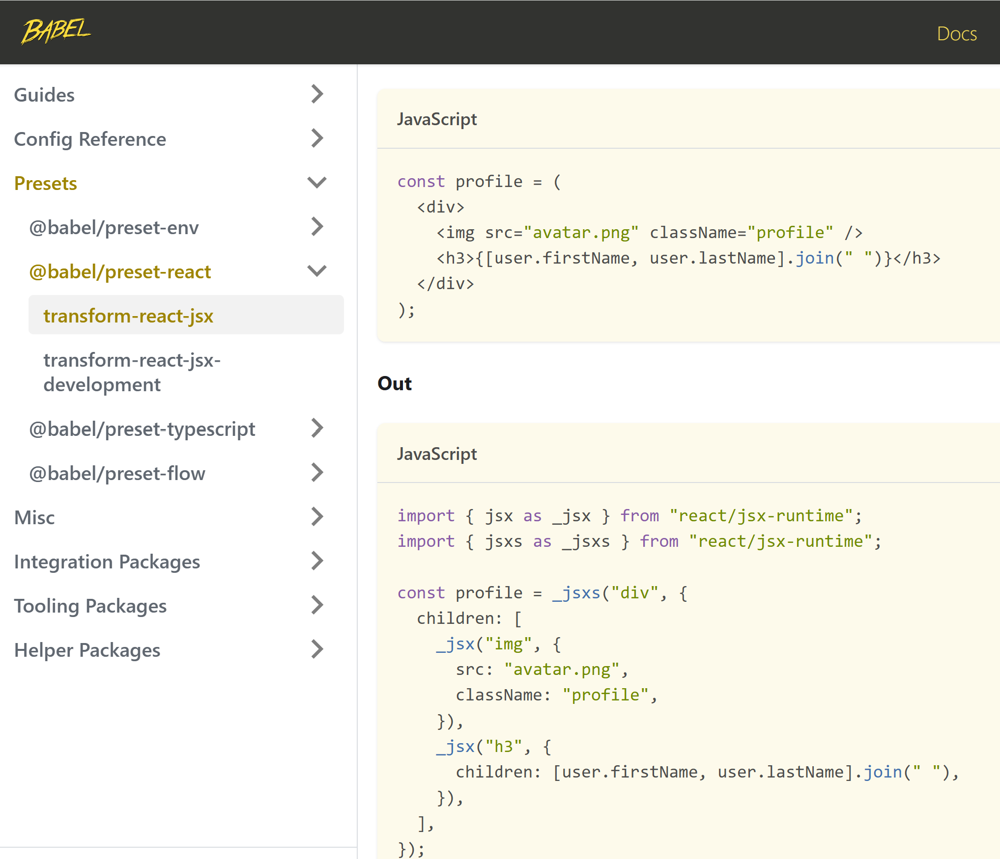 BABEL
Docs
Guides
Config Reference
Presets
@babel/preset-env
@babel/preset-react
transform-react-jsx
transform-react-jsx-
development
@babel/preset-typescript
@babel/preset-flow
Misc
Integration Packages
Tooling Packages
Helper Packages
JavaScript
const profile = (
  <div>
    <img src="avatar.png" className="profile" />
    <h3>{[user.firstName, user.lastName].join(" ")}</h3>
  </div>
);
Out
JavaScript
import { jsx as _jsx } from "react/jsx-runtime";
import { jsxs as _jsxs } from "react/jsx-runtime";
const profile = _jsxs("div", {
  children: [
    _jsx("img", {
      src: "avatar.png",
      className: "profile",
    }),
    _jsx("h3", {
      children: [user.firstName, user.lastName].join(" "),
    }),
  ],
});